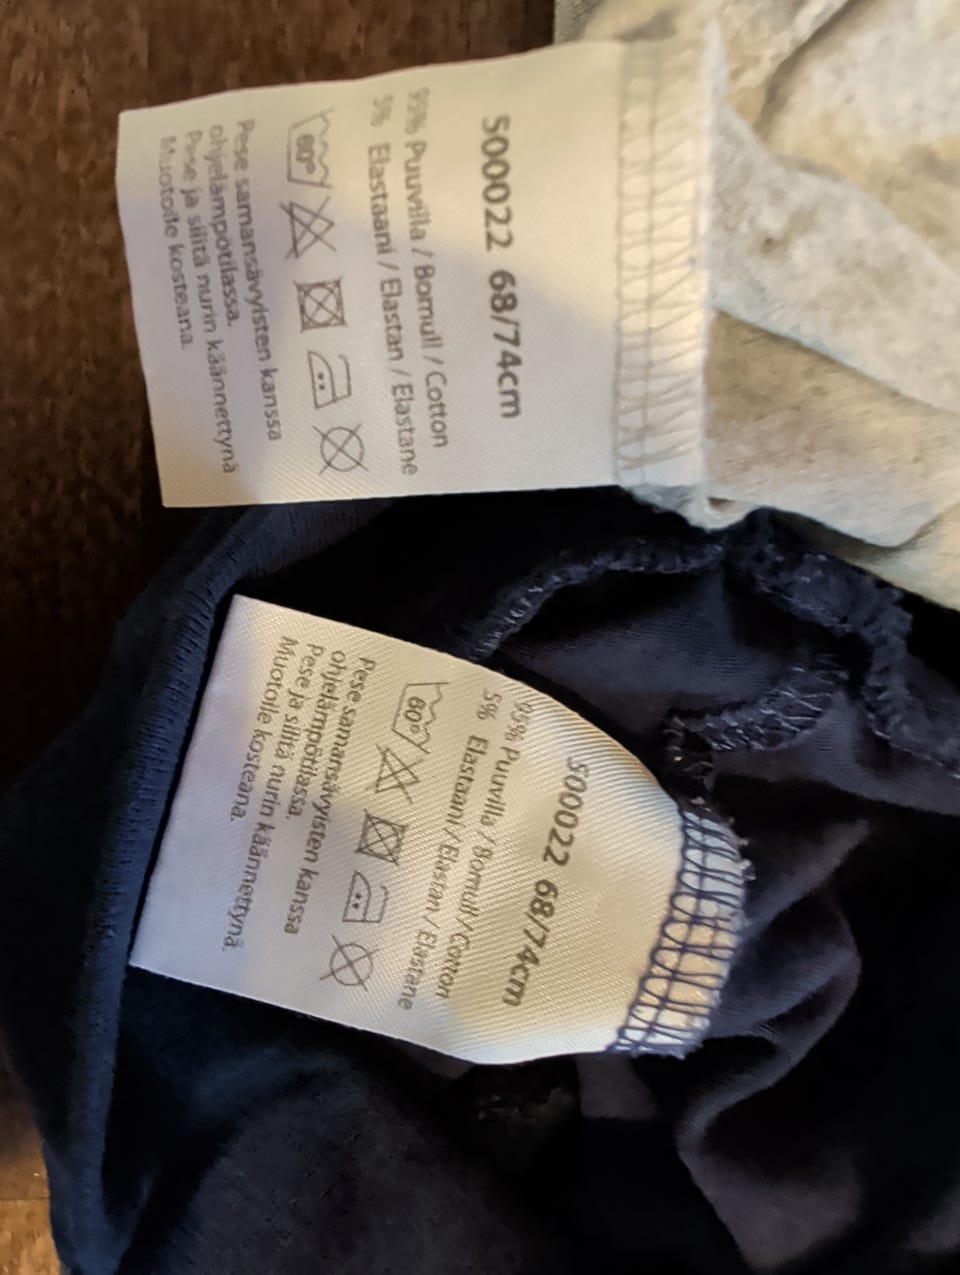 S00022 68/74cm
95% Puuvilla / Bomull / Cotton
5% Elastaani / Elastan / Elastane
60°
Pese samansävyisten kanssa
ohjelämpötilassa.
Pese ja silitä nurin käännettynä
Muotoile kosteana.
S00022 68/74cm
95% Puuvilla / Bomull / Cotton
5% Elastaani / Elastan / Elastane
60°
Pese samansävyisten kanssa
ohjelämpötilassa.
Pese ja silitä nurin käännettynä.
Muotoile kosteana.